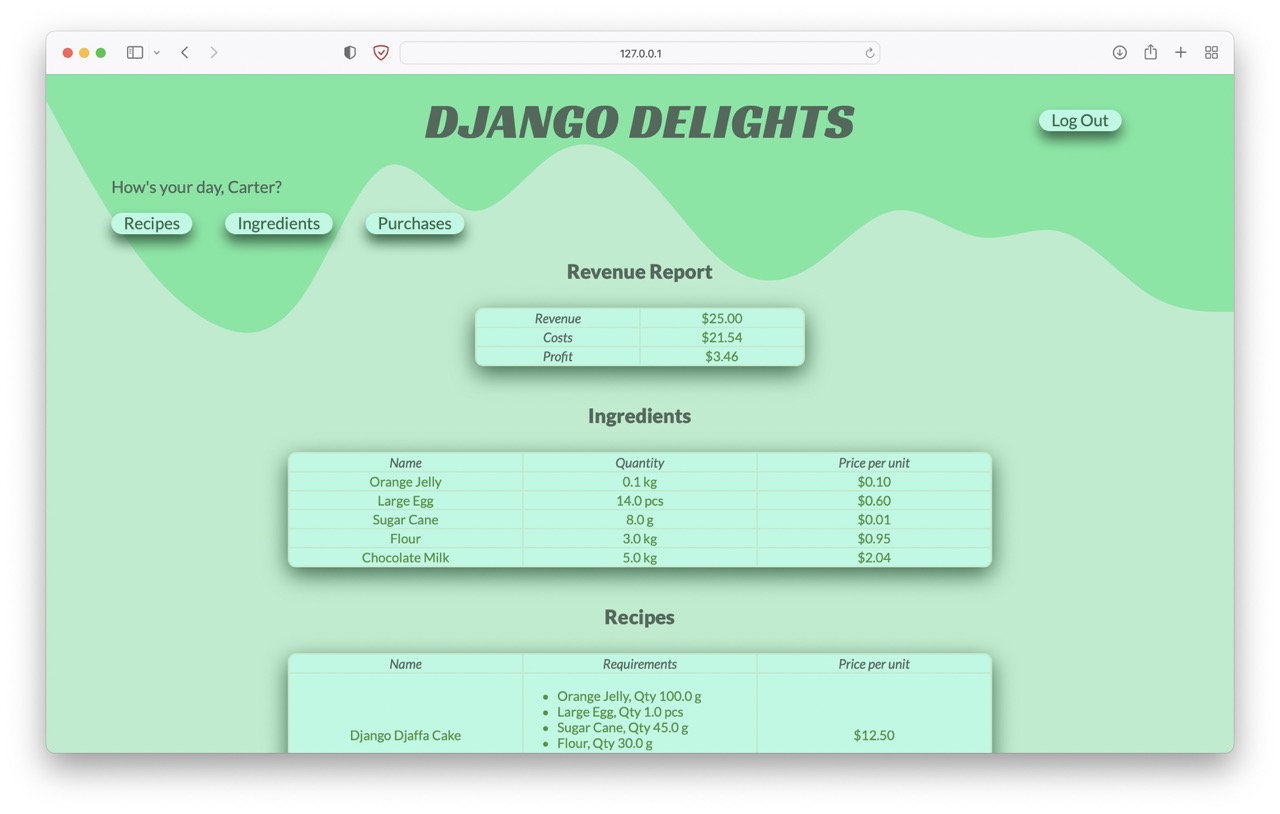 127.0.0.1
DJANGO DELIGHTS
Log Out
How's your day, Carter?
Recipes Ingredients Purchases
Revenue Report
Revenue $25.00
Costs $21.54
Profit $3.46
Ingredients
Name Quantity Price per unit
Orange Jelly 0.1 kg $0.10
Large Egg 14.0 pcs $0.60
Sugar Cane 8.0 g $0.01
Flour 3.0 kg $0.95
Chocolate Milk 5.0 kg $2.04
Recipes
Name Requirements Price per unit
Orange Jelly, Qty 100.0 g
Large Egg, Qty 1.0 pcs
Sugar Cane, Qty 45.0 g
Django Djaffa Cake $12.50
Flour, Qty 30.0 g